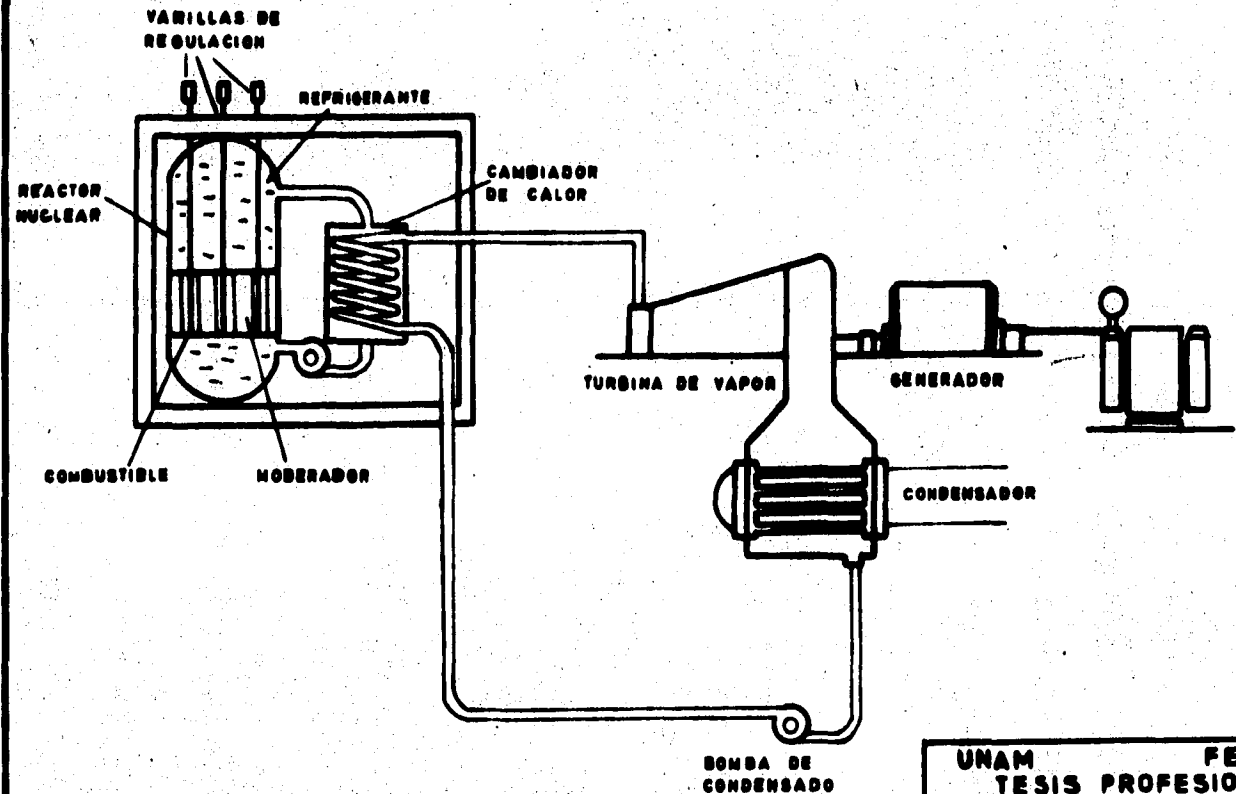 VARILLAS DE
REGULACION
REFRIGERANTE
REACTOR
NUCLEAR
CAMBIADOR
DE CALOR
TURBINA DE VAPOR
GENERADOR
COMBUSTIBLE
MODERADOR
CONDENSADOR
BOMBA DE
CONDENSADO
UNAM FE
TESIS PROFESIO